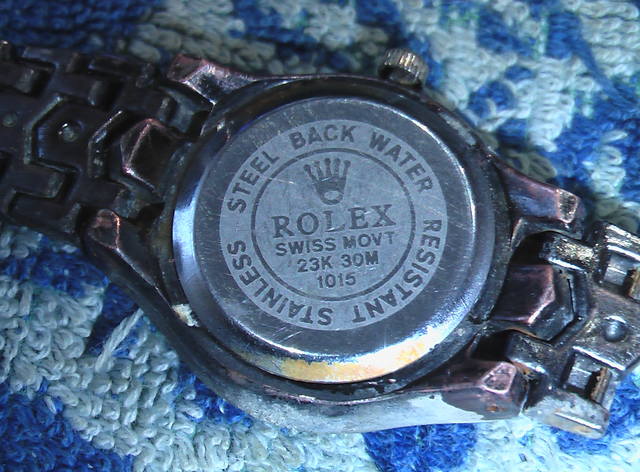 STAINLESS STEEL BACK WATER RESISTANT
ROLEX
SWISS MOVT
23K 30M
1015